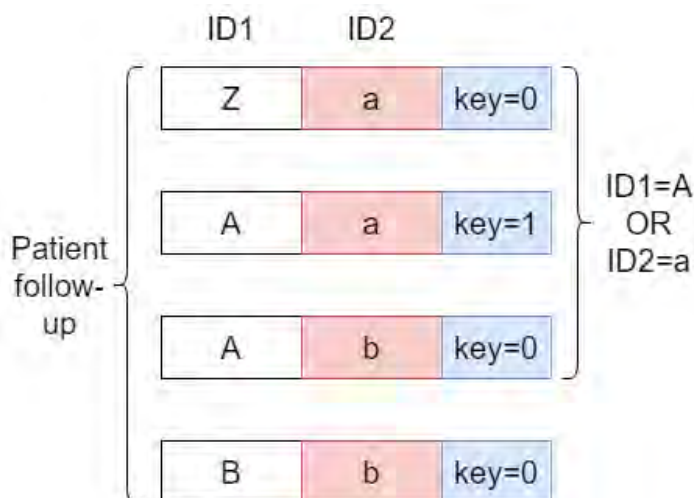 ID1 ID2
Z a key=0
A a key=1
A b key=0
B b key=0
Patient
follow-
up
ID1=A
OR
ID2=a